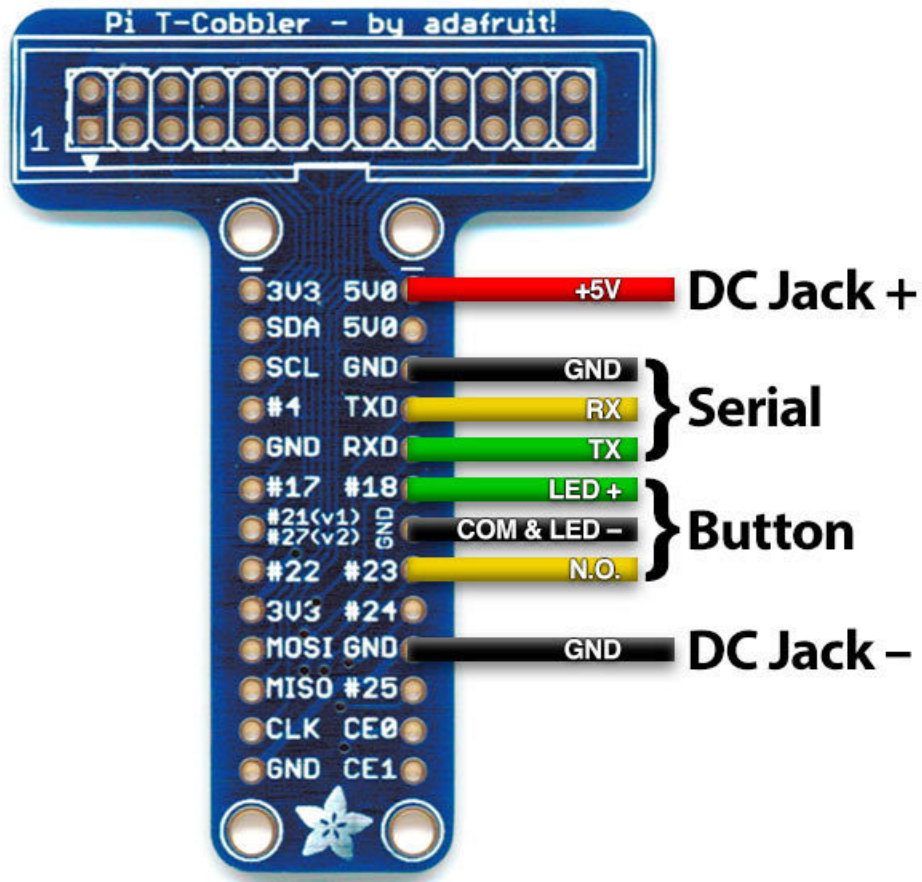 Pi T-Cobbler - by adafruit!
1
3V3 5V0 +5V DC Jack +
SDA 5V0
SCL GND GND
#4 TXD RX Serial
GND RXD TX
#17 #18 LED +
#21(v1)
#27(v2) GND COM & LED – Button
#22 #23 N.O.
3V3 #24
MOSI GND GND DC Jack –
MISO #25
CLK CE0
GND CE1